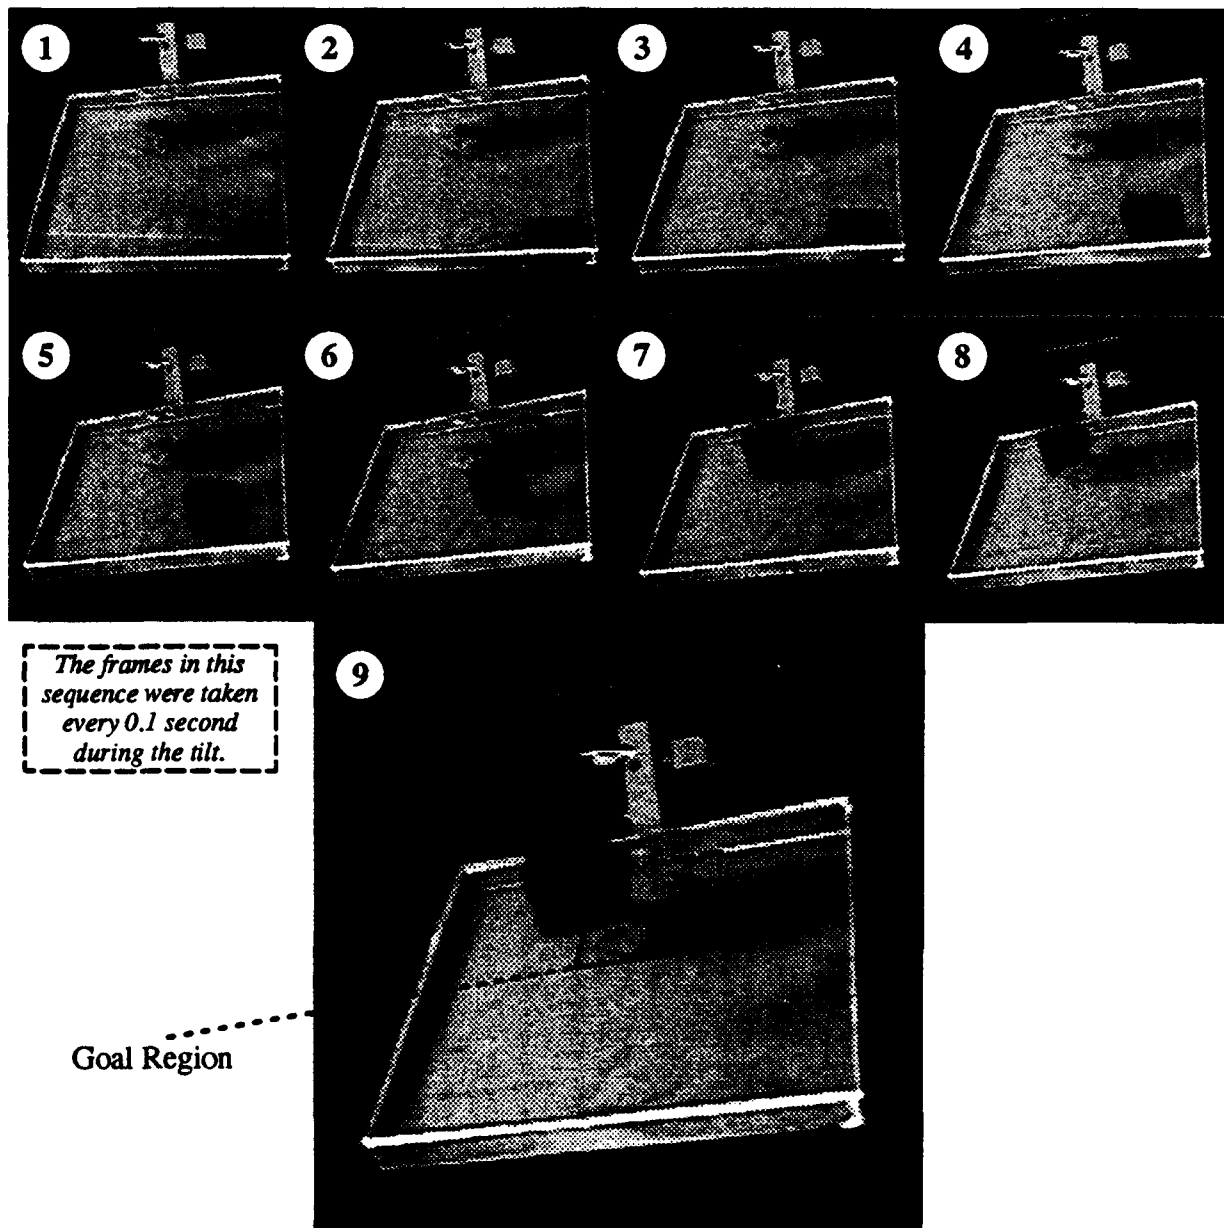 1 2 3 4
5 6 7 8
The frames in this
sequence were taken
every 0.1 second
during the tilt.
9
Goal Region